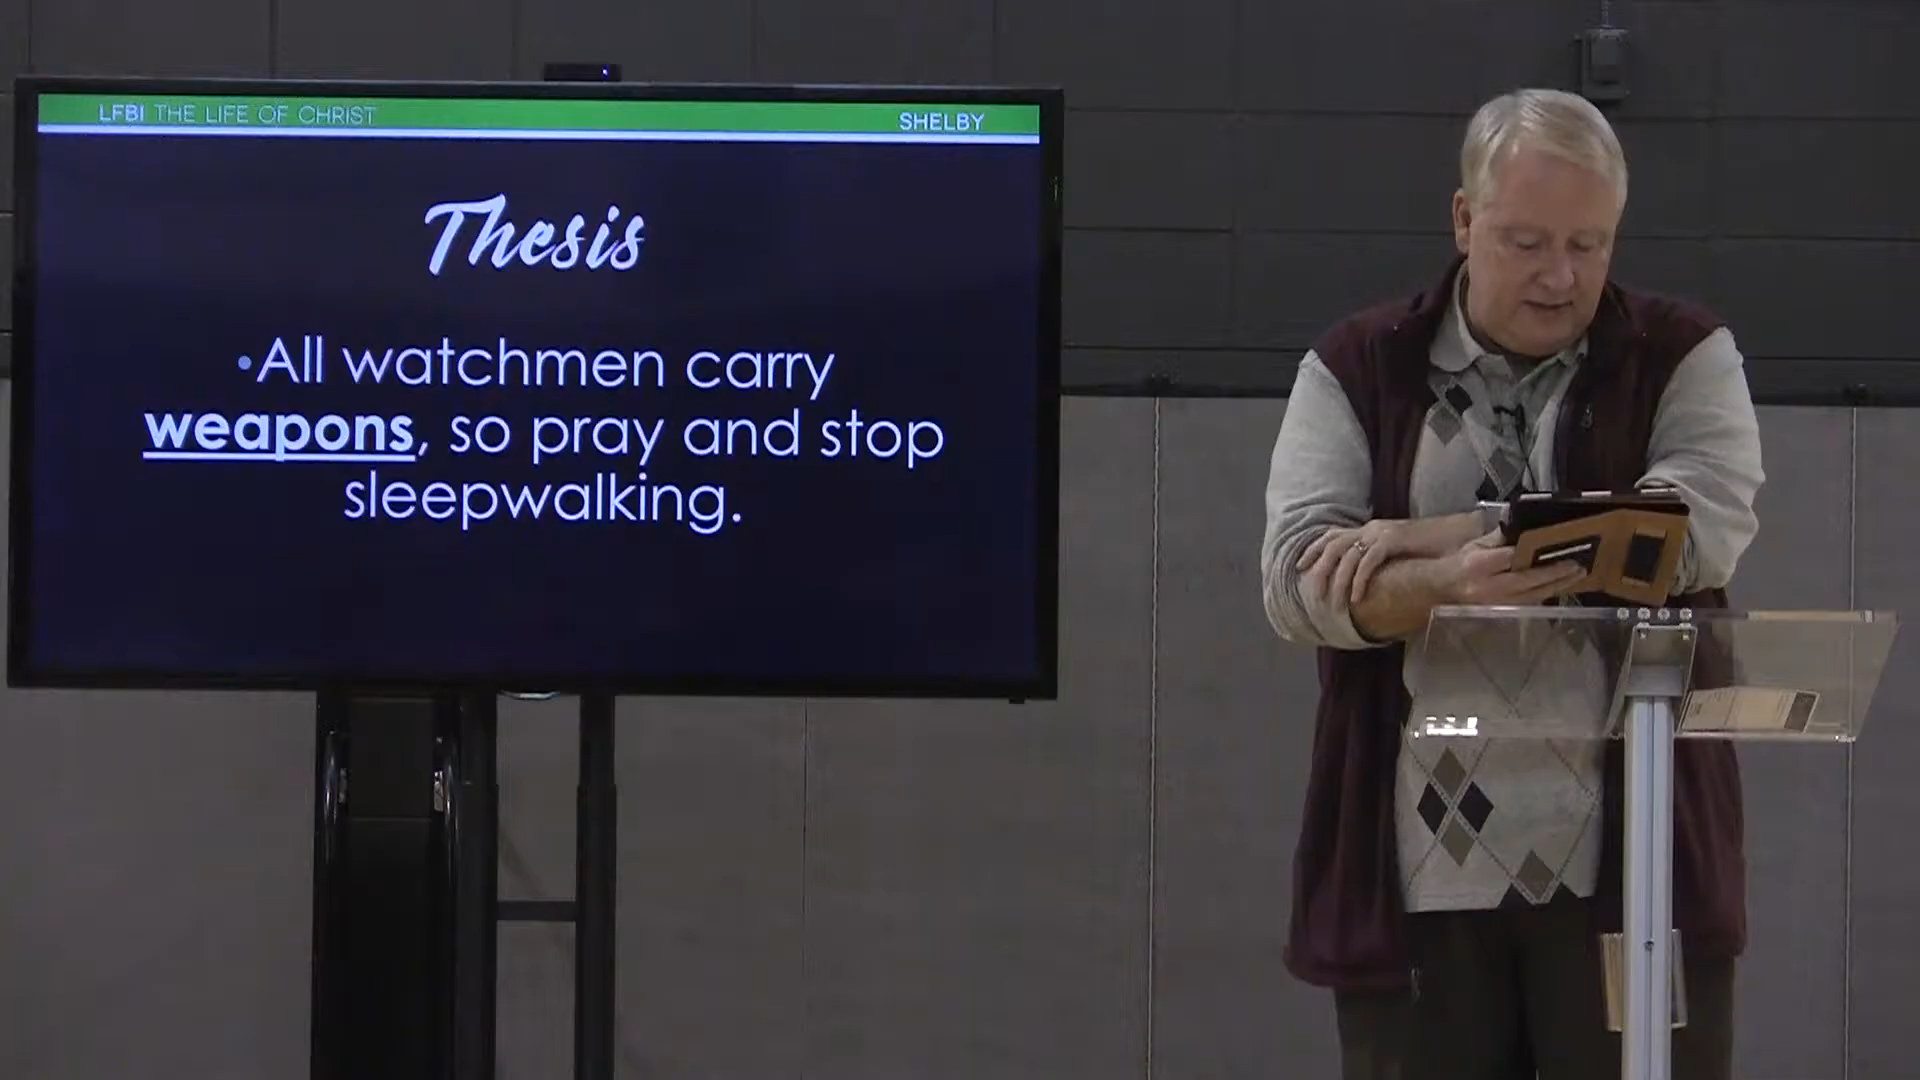 LFBI THE LIFE OF CHRIST
SHELBY
Thesis
•All watchmen carry
weapons, so pray and stop
sleepwalking.